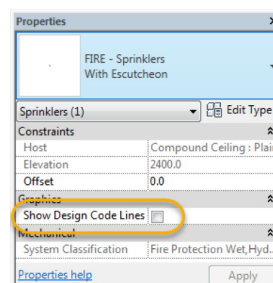 Properties
FIRE - Sprinklers
With Escutcheon
Sprinklers (1) Edit Type
Constraints
Host Compound Ceiling : Plai
Elevation 2400.0
Offset 0.0
Graphics
Show Design Code Lines
Mechanical
System Classification Fire Protection Wet,Hyd...
Properties help Apply